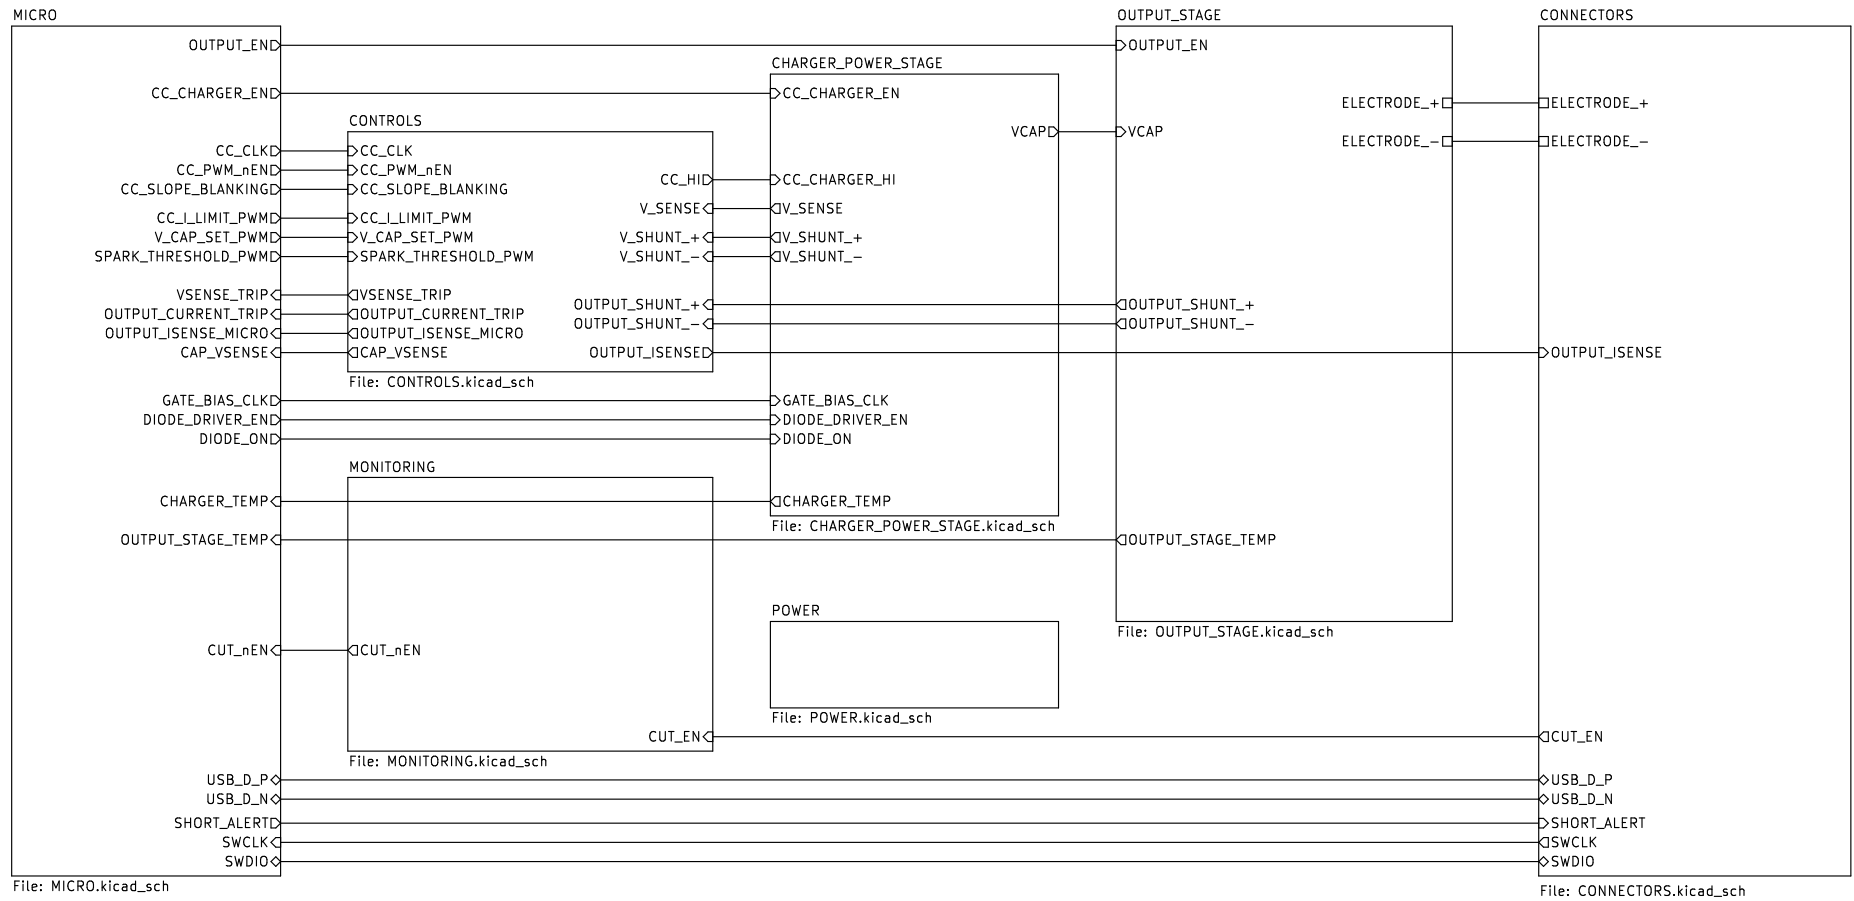 MICRO
OUTPUT_EN
CC_CHARGER_EN
CC_CLK
CC_PWM_nEN
CC_SLOPE_BLANKING
CC_I_LIMIT_PWM
V_CAP_SET_PWM
SPARK_THRESHOLD_PWM
VSENSE_TRIP
OUTPUT_CURRENT_TRIP
OUTPUT_ISENSE_MICRO
CAP_VSENSE
GATE_BIAS_CLK
DIODE_DRIVER_EN
DIODE_ON
CHARGER_TEMP
OUTPUT_STAGE_TEMP
CUT_nEN
USB_D_P
USB_D_N
SHORT_ALERT
SWCLK
SWDIO
File: MICRO.kicad_sch
CONTROLS
CC_CLK
CC_PWM_nEN
CC_SLOPE_BLANKING
CC_I_LIMIT_PWM
V_CAP_SET_PWM
SPARK_THRESHOLD_PWM
VSENSE_TRIP
OUTPUT_CURRENT_TRIP
OUTPUT_ISENSE_MICRO
CAP_VSENSE
CC_HI
V_SENSE
V_SHUNT_+
V_SHUNT_-
OUTPUT_SHUNT_+
OUTPUT_SHUNT_-
OUTPUT_ISENSE
File: CONTROLS.kicad_sch
MONITORING
CUT_nEN
CUT_EN
File: MONITORING.kicad_sch
CHARGER_POWER_STAGE
CC_CHARGER_EN
VCAP
CC_CHARGER_HI
V_SENSE
V_SHUNT_+
V_SHUNT_-
GATE_BIAS_CLK
DIODE_DRIVER_EN
DIODE_ON
CHARGER_TEMP
File: CHARGER_POWER_STAGE.kicad_sch
POWER
File: POWER.kicad_sch
OUTPUT_STAGE
OUTPUT_EN
ELECTRODE_+
VCAP
ELECTRODE_-
OUTPUT_SHUNT_+
OUTPUT_SHUNT_-
OUTPUT_STAGE_TEMP
File: OUTPUT_STAGE.kicad_sch
CONNECTORS
ELECTRODE_+
ELECTRODE_-
OUTPUT_ISENSE
CUT_EN
USB_D_P
USB_D_N
SHORT_ALERT
SWCLK
SWDIO
File: CONNECTORS.kicad_sch